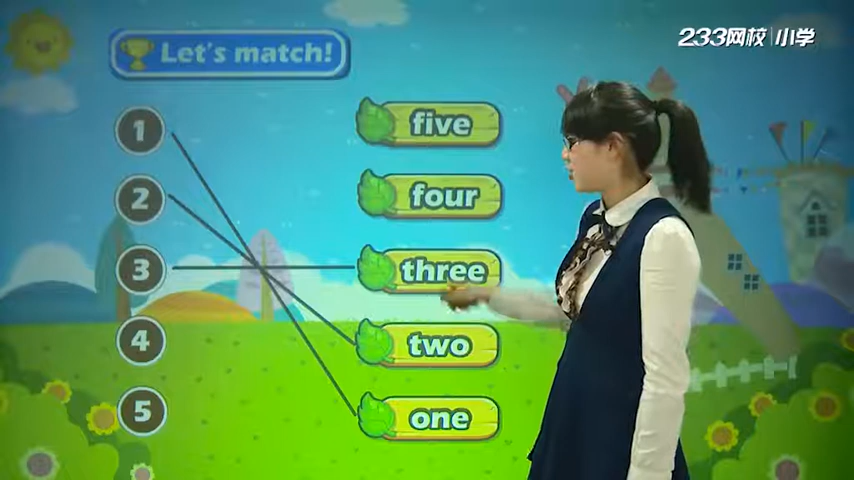 233网校 | 小学
Let's match!
1
five
2
four
3
three
4
two
5
one